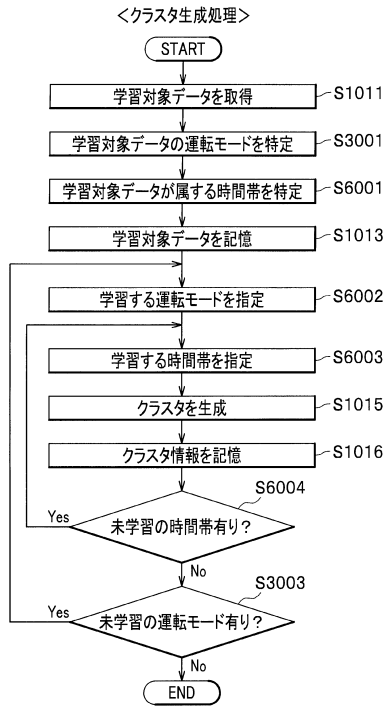 ＜クラスタ生成処理＞
START
学習対象データを取得
S1011
学習対象データの運転モードを特定
S3001
学習対象データが属する時間帯を特定
S6001
学習対象データを記憶
S1013
学習する運転モードを指定
S6002
学習する時間帯を指定
S6003
クラスタを生成
S1015
クラスタ情報を記憶
S1016
S6004
Yes
未学習の時間帯有り?
No
S3003
Yes
未学習の運転モード有り?
No
END